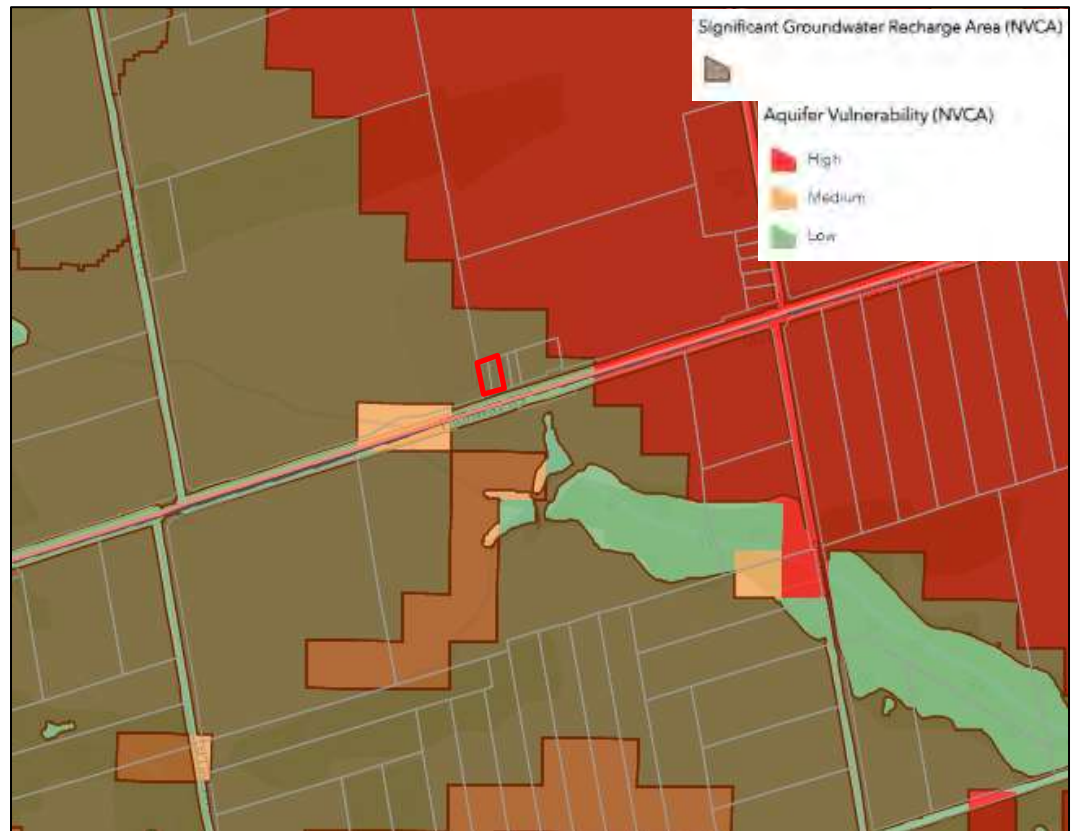 Significant Groundwater Recharge Area (NVCA)
Aquifer Vulnerability (NVCA)
High
Medium
Low